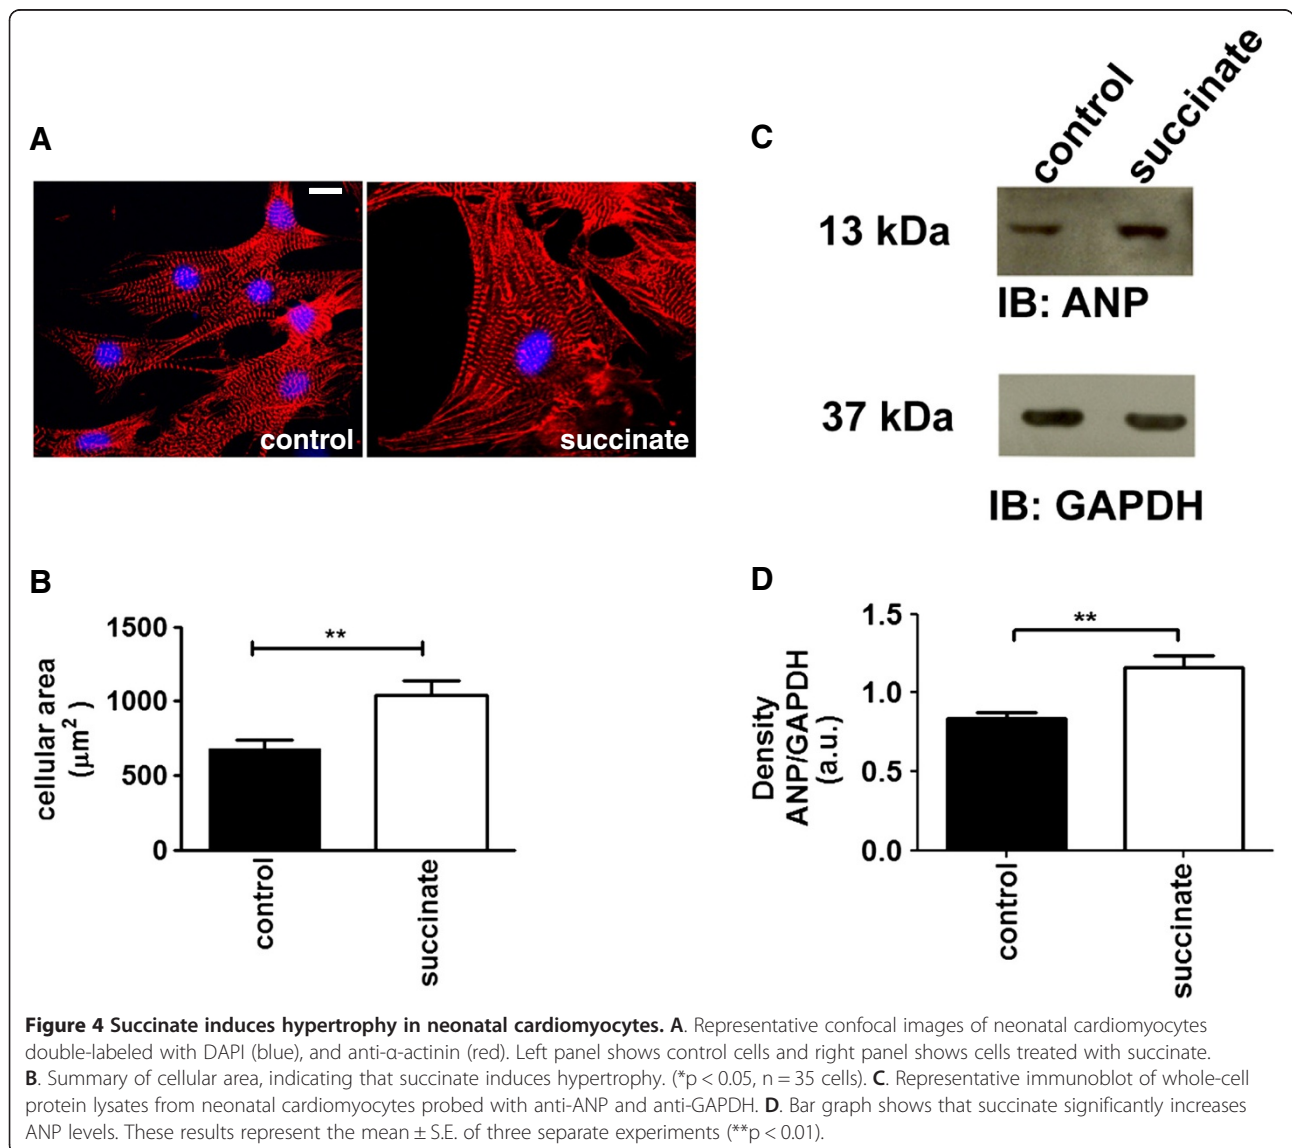 A
control
succinate
C
control
succinate
13 kDa
IB: ANP
37 kDa
IB: GAPDH
B
cellular area
(μm²)
1500
1000
500
0
**
control
succinate
D
Density
ANP/GAPDH
(a.u.)
1.5
1.0
0.5
0.0
**
control
succinate
Figure 4 Succinate induces hypertrophy in neonatal cardiomyocytes. A. Representative confocal images of neonatal cardiomyocytes
double-labeled with DAPI (blue), and anti-α-actinin (red). Left panel shows control cells and right panel shows cells treated with succinate.
B. Summary of cellular area, indicating that succinate induces hypertrophy. (*p < 0.05, n = 35 cells). C. Representative immunoblot of whole-cell
protein lysates from neonatal cardiomyocytes probed with anti-ANP and anti-GAPDH. D. Bar graph shows that succinate significantly increases
ANP levels. These results represent the mean ± S.E. of three separate experiments (**p < 0.01).